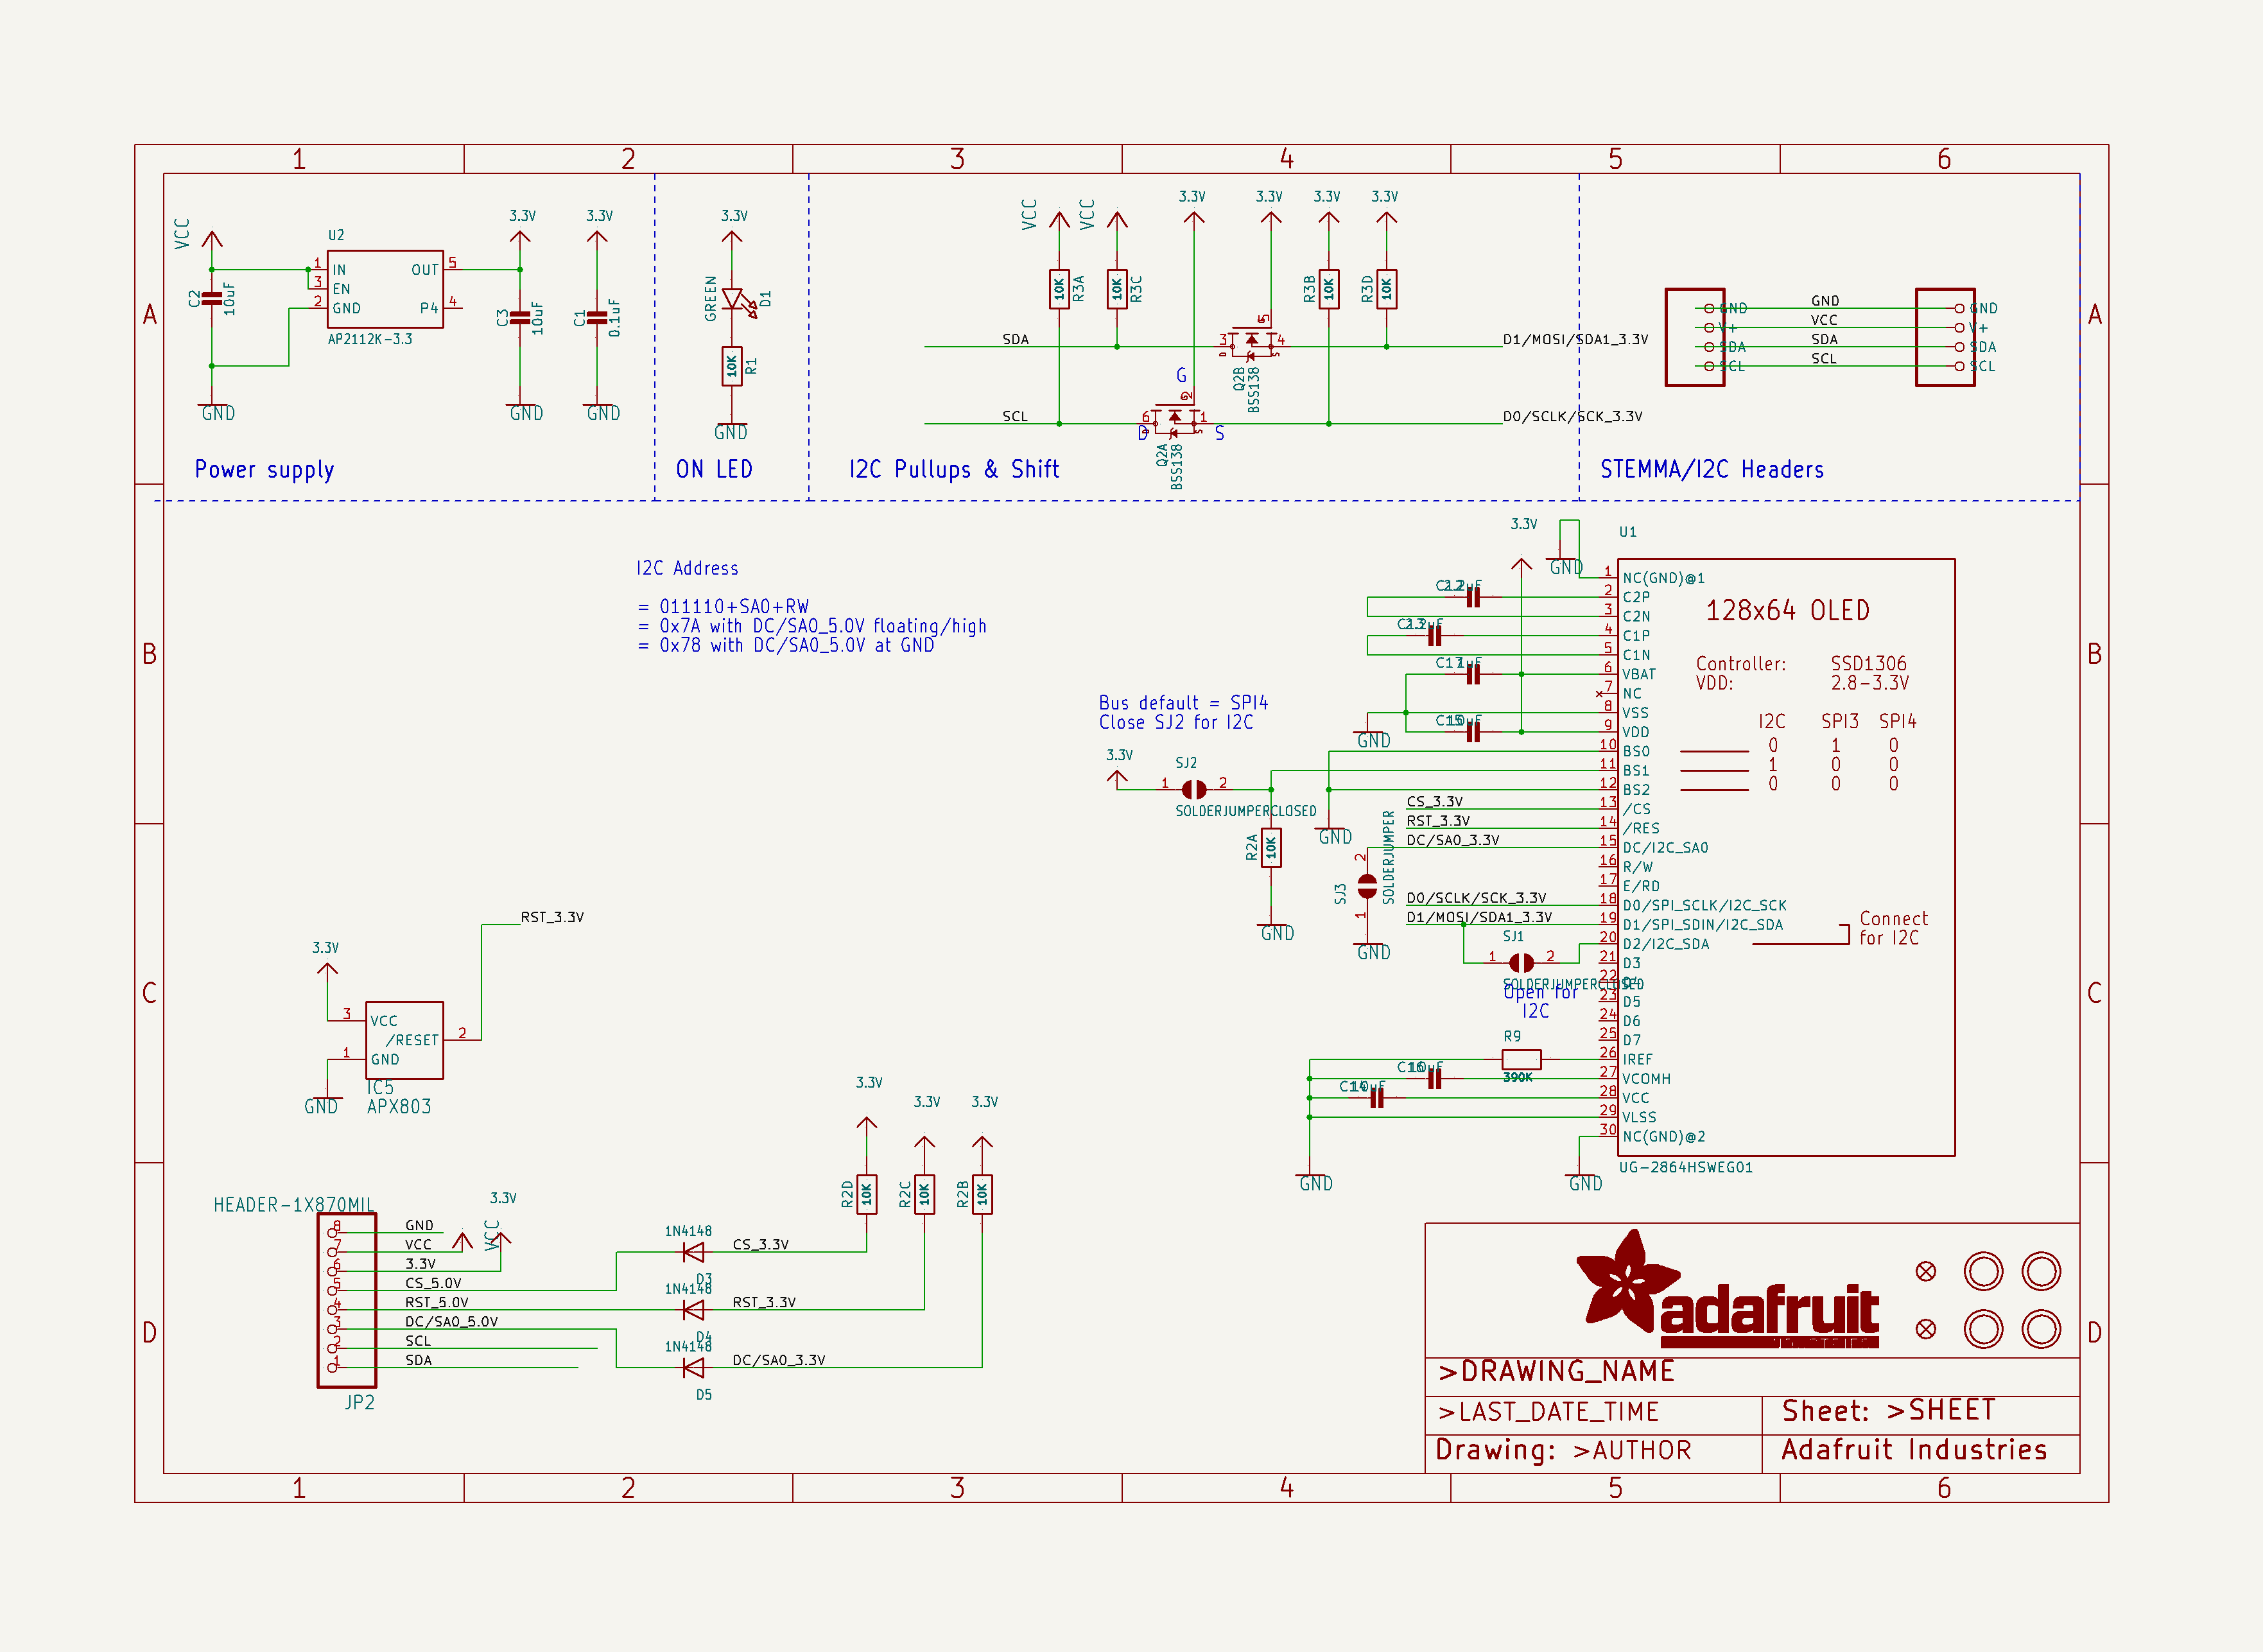 1 2 3 4 5 6
A
B
C
D
A
B
C
D
1 2 3 4 5 6
VCC
C2
10uF
GND
U2
1 IN
3 EN
2 GND
OUT 5
P4 4
AP2112K-3.3
3.3V
C3
10uF
GND
3.3V
C1
0.1uF
GND
Power supply
3.3V
GREEN
D1
10K
R1
GND
ON LED
VCC
VCC
3.3V
3.3V
3.3V
3.3V
10K
R3A
10K
R3C
R3B
10K
R3D
10K
SDA
3
D
5
4
S
Q2B
BSS138
D1/MOSI/SDA1_3.3V
G
2
SCL
6
D
1
S
Q2A
BSS138
D0/SCLK/SCK_3.3V
I2C Pullups & Shift
GND
V+
SDA
SCL
GND
VCC
SDA
SCL
GND
V+
SDA
SCL
STEMMA/I2C Headers
I2C Address
= 011110+SA0+RW
= 0x7A with DC/SA0_5.0V floating/high
= 0x78 with DC/SA0_5.0V at GND
Bus default = SPI4
Close SJ2 for I2C
3.3V
1
SJ2
2
SOLDERJUMPERCLOSED
R2A
10K
GND
GND
3.3V
GND
C17
1uF
C15
10uF
GND
CS_3.3V
RST_3.3V
DC/SA0_3.3V
2
SJ3
1
SOLDERJUMPER
GND
D0/SCLK/SCK_3.3V
D1/MOSI/SDA1_3.3V
SJ1
1
2
SOLDERJUMPERCLOSED
Open for
I2C
R9
390K
C16
10uF
C14
10uF
GND
GND
U1
1 NC(GND)@1
2 C2P
3 C2N
4 C1P
5 C1N
6 VBAT
7 NC
8 VSS
9 VDD
10 BS0
11 BS1
12 BS2
13 /CS
14 /RES
15 DC/I2C_SA0
16 R/W
17 E/RD
18 D0/SPI_SCLK/I2C_SCK
19 D1/SPI_SDIN/I2C_SDA
20 D2/I2C_SDA
21 D3
22 D4
23 D5
24 D6
25 D7
26 IREF
27 VCOMH
28 VCC
29 VLSS
30 NC(GND)@2
UG-2864HSWEG01
128x64 OLED
Controller: SSD1306
VDD: 2.8-3.3V
I2C SPI3 SPI4
0 1 0
1 0 0
0 0 0
Connect
for I2C
RST_3.3V
3.3V
3 VCC
/RESET 2
1 GND
GND
IC5
APX803
HEADER-1X870MIL
8 GND
7 VCC
6 3.3V
5 CS_5.0V
4 RST_5.0V
3 DC/SA0_5.0V
2 SCL
1 SDA
JP2
VCC
3.3V
1N4148
D3
CS_3.3V
1N4148
D4
RST_3.3V
1N4148
D5
DC/SA0_3.3V
3.3V
3.3V
3.3V
R2D
10K
R2C
10K
R2B
10K
adafruit
>DRAWING_NAME
>LAST_DATE_TIME
Sheet: >SHEET
Drawing: >AUTHOR
Adafruit Industries